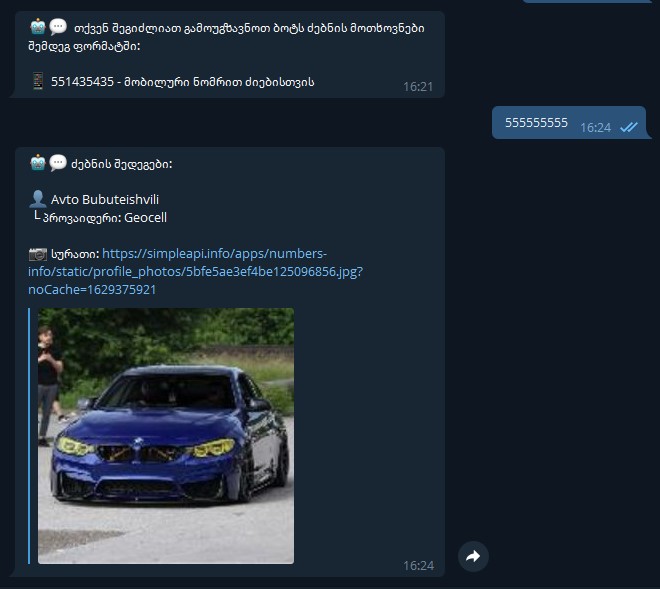 თქვენ შეგიძლიათ გამოუგზავნოთ ბოტს ძებნის მოთხოვნები
შემდეგ ფორმატში:
551435435 - მობილური ნომრით ძიებისთვის
16:21
555555555 16:24
ძებნის შედეგები:
Avto Bubuteishvili
└ პროვაიდერი: Geocell
სურათი: https://simpleapi.info/apps/numbers-
info/static/profile_photos/5bfe5ae3ef4be125096856.jpg?
noCache=1629375921
16:24